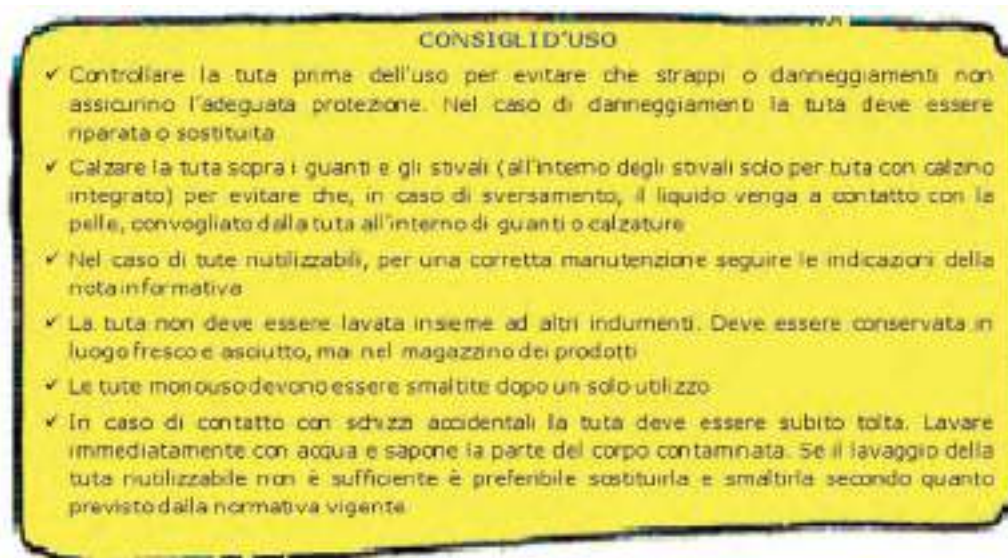 CONSIGLI D'USO
✓ Controllare la tuta prima dell'uso per evitare che strappi o danneggiamenti non
assicurino l'adeguata protezione. Nel caso di danneggiamenti la tuta deve essere
riparata o sostituita
✓ Calzare la tuta sopra i guanti e gli stivali (all'interno degli stivali solo per tuta con calzino
integrato) per evitare che, in caso di sversamento, il liquido venga a contatto con la
pelle, convogliato dalla tuta all'interno di guanti o calzature
✓ Nel caso di tute riutilizzabili, per una corretta manutenzione seguire le indicazioni della
nota informativa
✓ La tuta non deve essere lavata insieme ad altri indumenti. Deve essere conservata in
luogo fresco e asciutto, mai nel magazzino dei prodotti
✓ Le tute monouso devono essere smaltite dopo un solo utilizzo
✓ In caso di contatto con schizzi accidentali la tuta deve essere subito tolta. Lavare
immediatamente con acqua e sapone la parte del corpo contaminata. Se il lavaggio della
tuta riutilizzabile non è sufficiente è preferibile sostituirla e smaltirla secondo quanto
previsto dalla normativa vigente